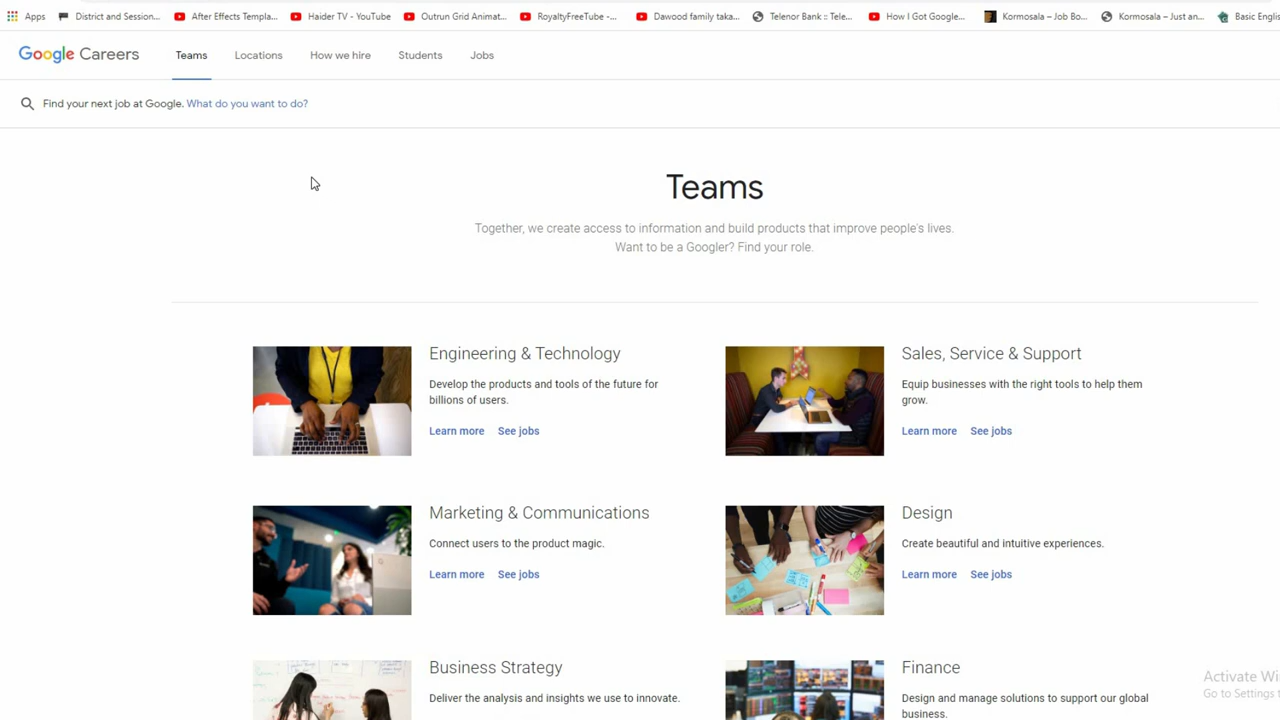 Apps District and Session... After Effects Templa... Haider TV - YouTube Outrun Grid Animat... RoyaltyFreeTube -... Dawood family taka... Telenor Bank :: Tele... How I Got Google... Kormosala – Job Bo... Kormosala – Just an... Basic Englis
Google Careers Teams Locations How we hire Students Jobs
Find your next job at Google. What do you want to do?
Teams
Together, we create access to information and build products that improve people's lives.
Want to be a Googler? Find your role.
Engineering & Technology
Develop the products and tools of the future for
billions of users.
Learn more See jobs
Sales, Service & Support
Equip businesses with the right tools to help them
grow.
Learn more See jobs
Marketing & Communications
Connect users to the product magic.
Learn more See jobs
Design
Create beautiful and intuitive experiences.
Learn more See jobs
Business Strategy
Deliver the analysis and insights we use to innovate.
Finance
Design and manage solutions to support our global
business.
Activate Wi
Go to Settings t